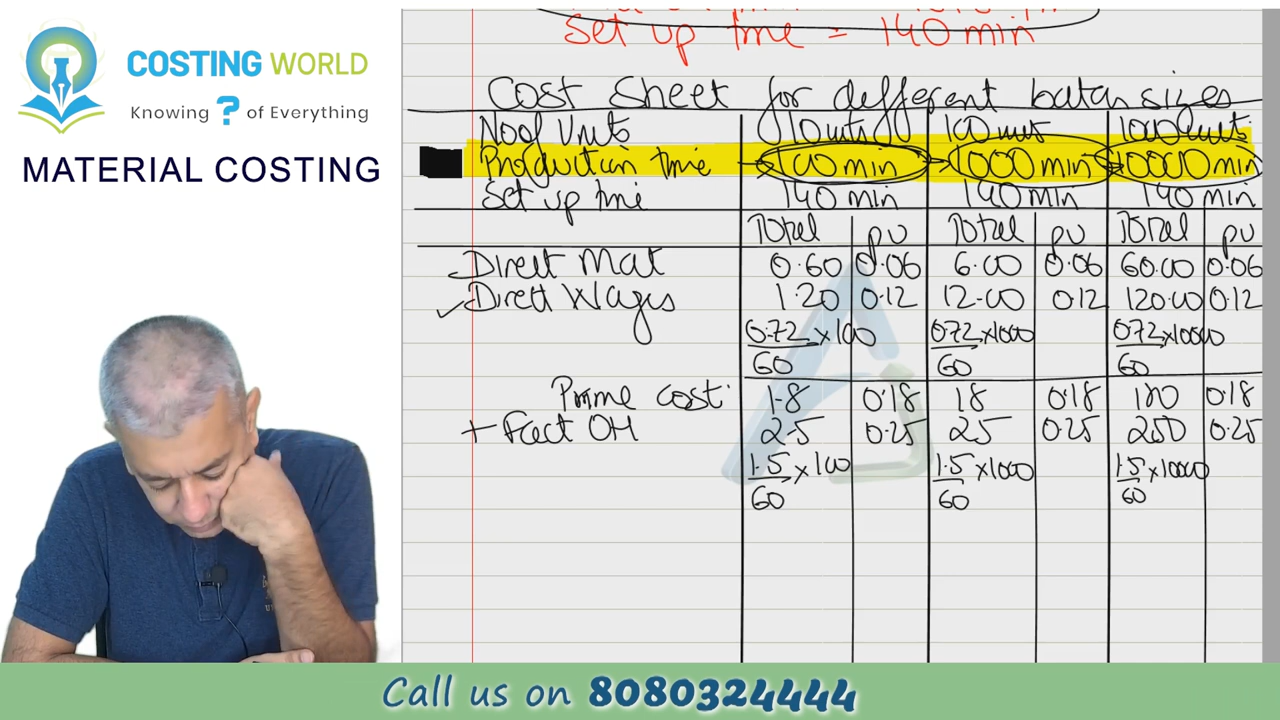 COSTING WORLD
Knowing ? of Everything
MATERIAL COSTING
Set up time = 140 min
Cost sheet for different batch sizes
No of Units 10 units 100 units 1000 units
Production time 100 min 1000 min 10000 min
Set up time 140 min 140 min 140 min
Total pu Total pu Total pu
Direct Mat 0.60 0.06 6.00 0.06 60.00 0.06
Direct Wages 1.20 0.12 12.00 0.12 120.00 0.12
0.72 x100 0.72 x1000 0.72 x10000
60 60 60
Prime cost 1.8 0.18 18 0.18 180 0.18
+ Fact OH 2.5 0.25 25 0.25 250 0.25
1.5 x100 1.5 x1000 1.5 x10000
60 60 60
Call us on 8080324444